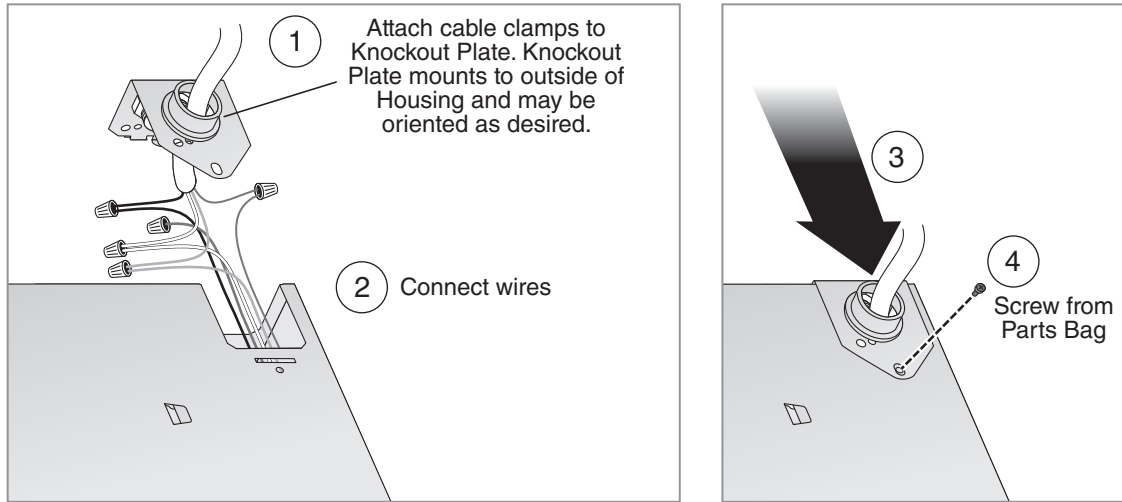 1
Attach cable clamps to
Knockout Plate. Knockout
Plate mounts to outside of
Housing and may be
oriented as desired.
2 Connect wires
3
4
Screw from
Parts Bag